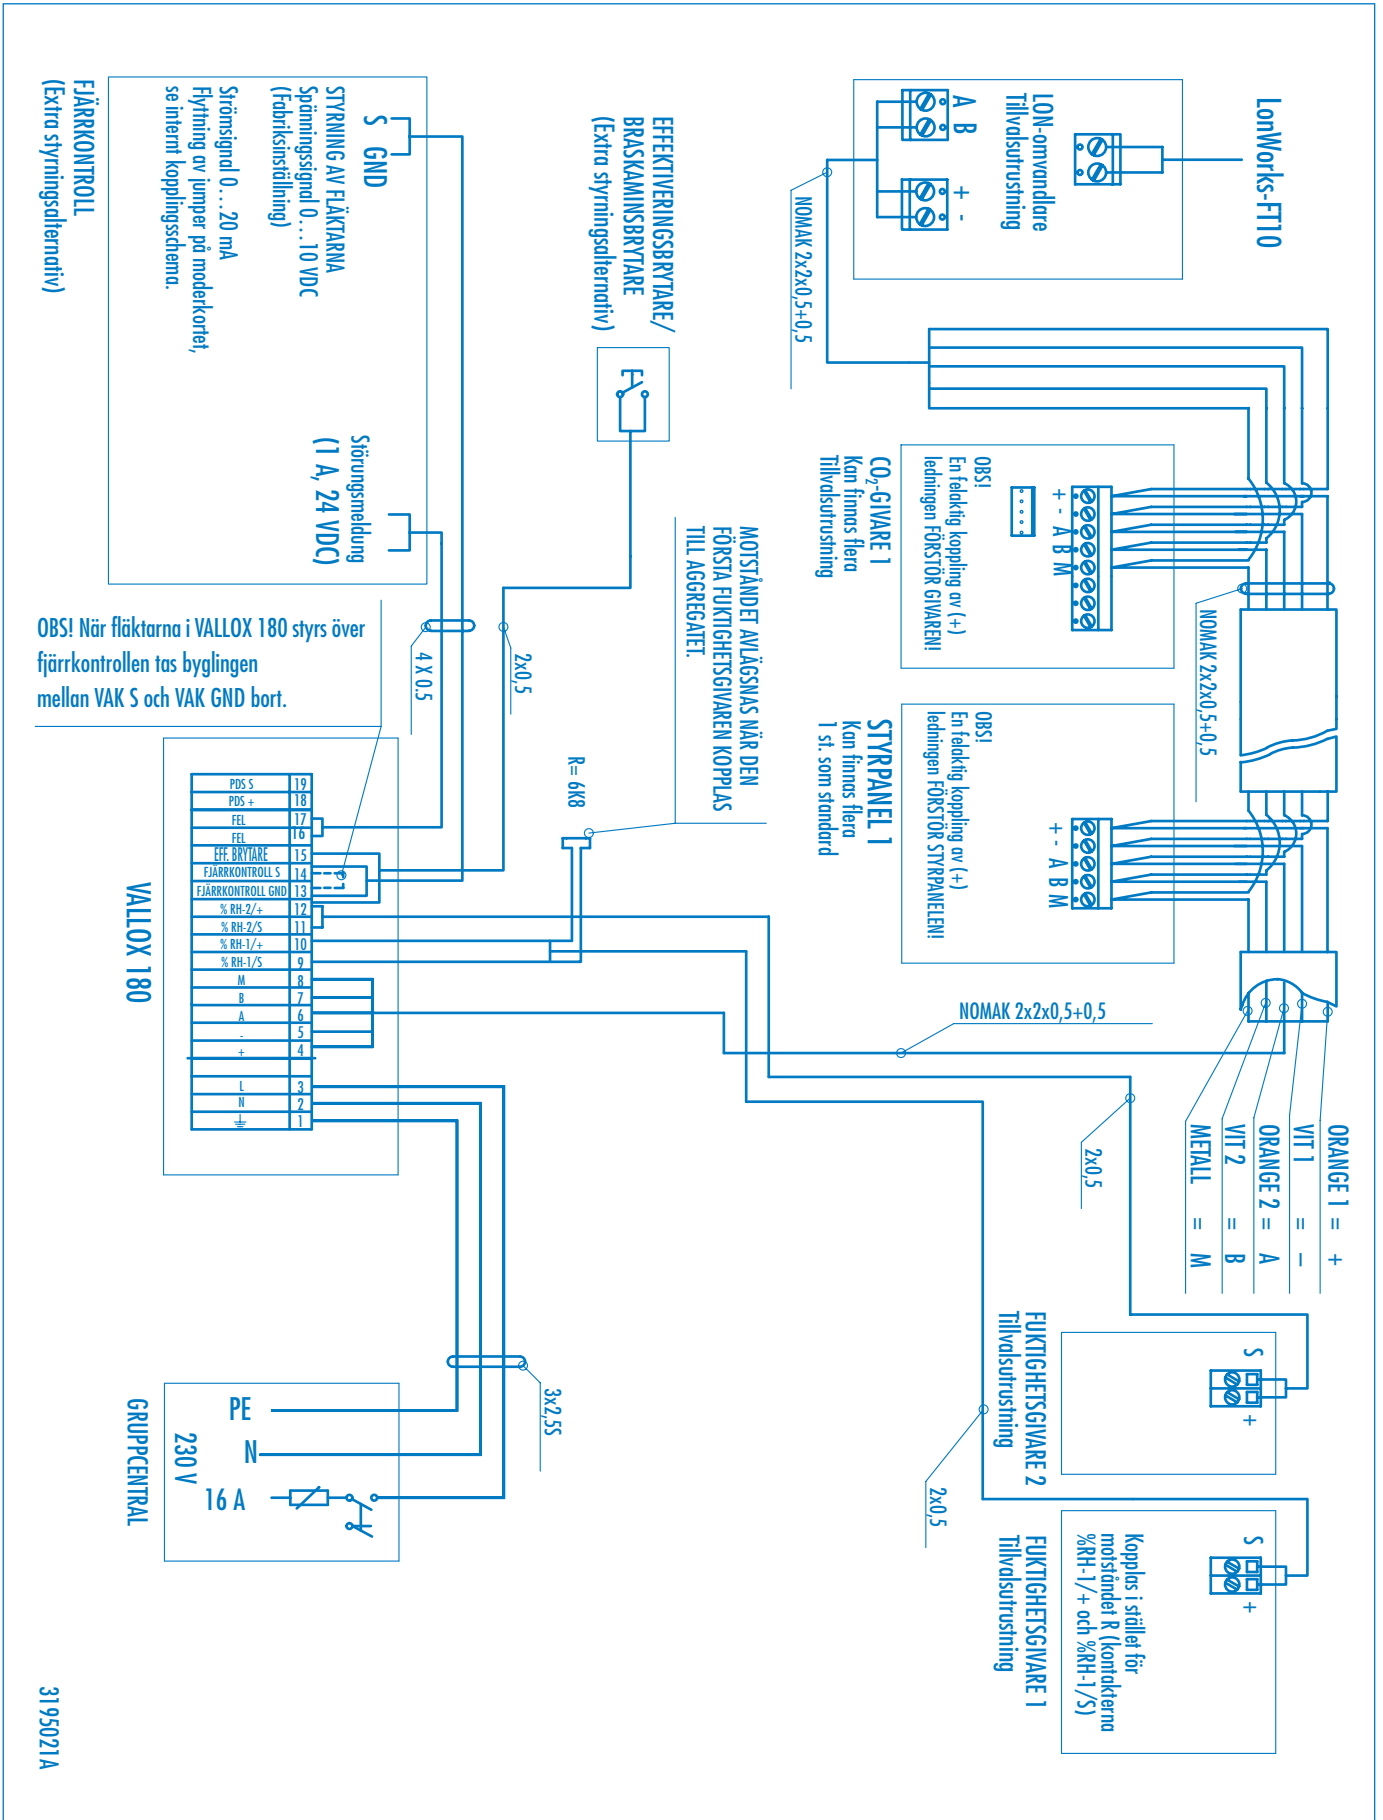 LonWorks-FT10
LON-omvandlare
Tillvalsutrustning
A B
+ -
NOMAK 2x2x0,5+0,5
OBS!
En felaktig koppling av (+)
ledningen FÖRSTÖR GIVAREN!
+ - A B M
CO₂-GIVARE 1
Kan finnas flera
Tillvalsutrustning
NOMAK 2x2x0,5+0,5
OBS!
En felaktig koppling av (+)
ledningen FÖRSTÖR STYRPANELEN!
+ - A B M
STYRPANEL 1
Kan finnas flera
1 st. som standard
ORANGE 1 = +
VIT 1 = –
ORANGE 2 = A
VIT 2 = B
METALL = M
NOMAK 2x2x0,5+0,5
EFFEKTIVERINGSBRYTARE/
BRASKAMINSBRYTARE
(Extra styrningsalternativ)
MOTSTÅNDET AVLÄGSNAS NÄR DEN
FÖRSTA FUKTIGHETSGIVAREN KOPPLAS
TILL AGGREGATET.
R= 6K8
2x0,5
4 X 0.5
S GND
STYRNING AV FLÄKTARNA
Spänningssignal 0. . .10 VDC
(Fabriksinställning)
Strömsignal 0. . .20 mA
Flyttning av jumper på moderkortet,
se internt kopplingsschema.
Störungsmeldung
(1 A, 24 VDC)
FJÄRRKONTROLL
(Extra styrningsalternativ)
OBS! När fläktarna i VALLOX 180 styrs över
fjärrkontrollen tas byglingen
mellan VAK S och VAK GND bort.
PDS S 19
PDS + 18
FEL 17
FEL 16
EFF. BRYTARE 15
FJÄRRKONTROLL S 14
FJÄRRKONTROLL GND 13
% RH-2/+ 12
% RH-2/S 11
% RH-1/+ 10
% RH-1/S 9
M 8
B 7
A 6
- 5
+ 4
L 3
N 2
1
VALLOX 180
2x0,5
S +
FUKTIGHETSGIVARE 2
Tillvalsutrustning
2x0,5
S +
Kopplas i stället för
motståndet R (kontakterna
%RH-1/+ och %RH-1/S)
FUKTIGHETSGIVARE 1
Tillvalsutrustning
3x2,5S
PE
N
230 V
16 A
GRUPPCENTRAL
3195021A